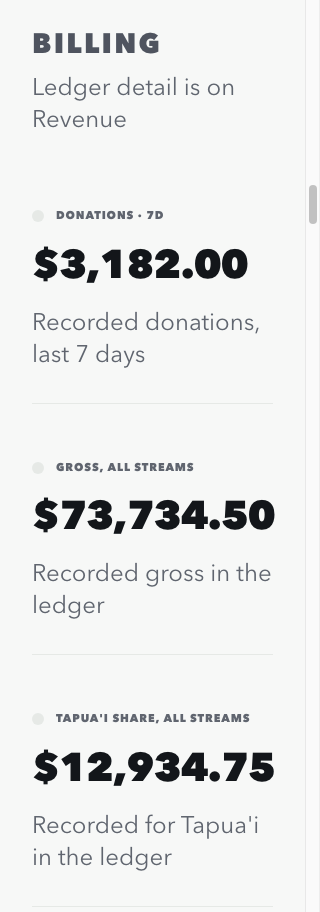 BILLING
Ledger detail is on
Revenue
DONATIONS · 7D
$3,182.00
Recorded donations,
last 7 days
GROSS, ALL STREAMS
$73,734.50
Recorded gross in the
ledger
TAPUA'I SHARE, ALL STREAMS
$12,934.75
Recorded for Tapua'i
in the ledger